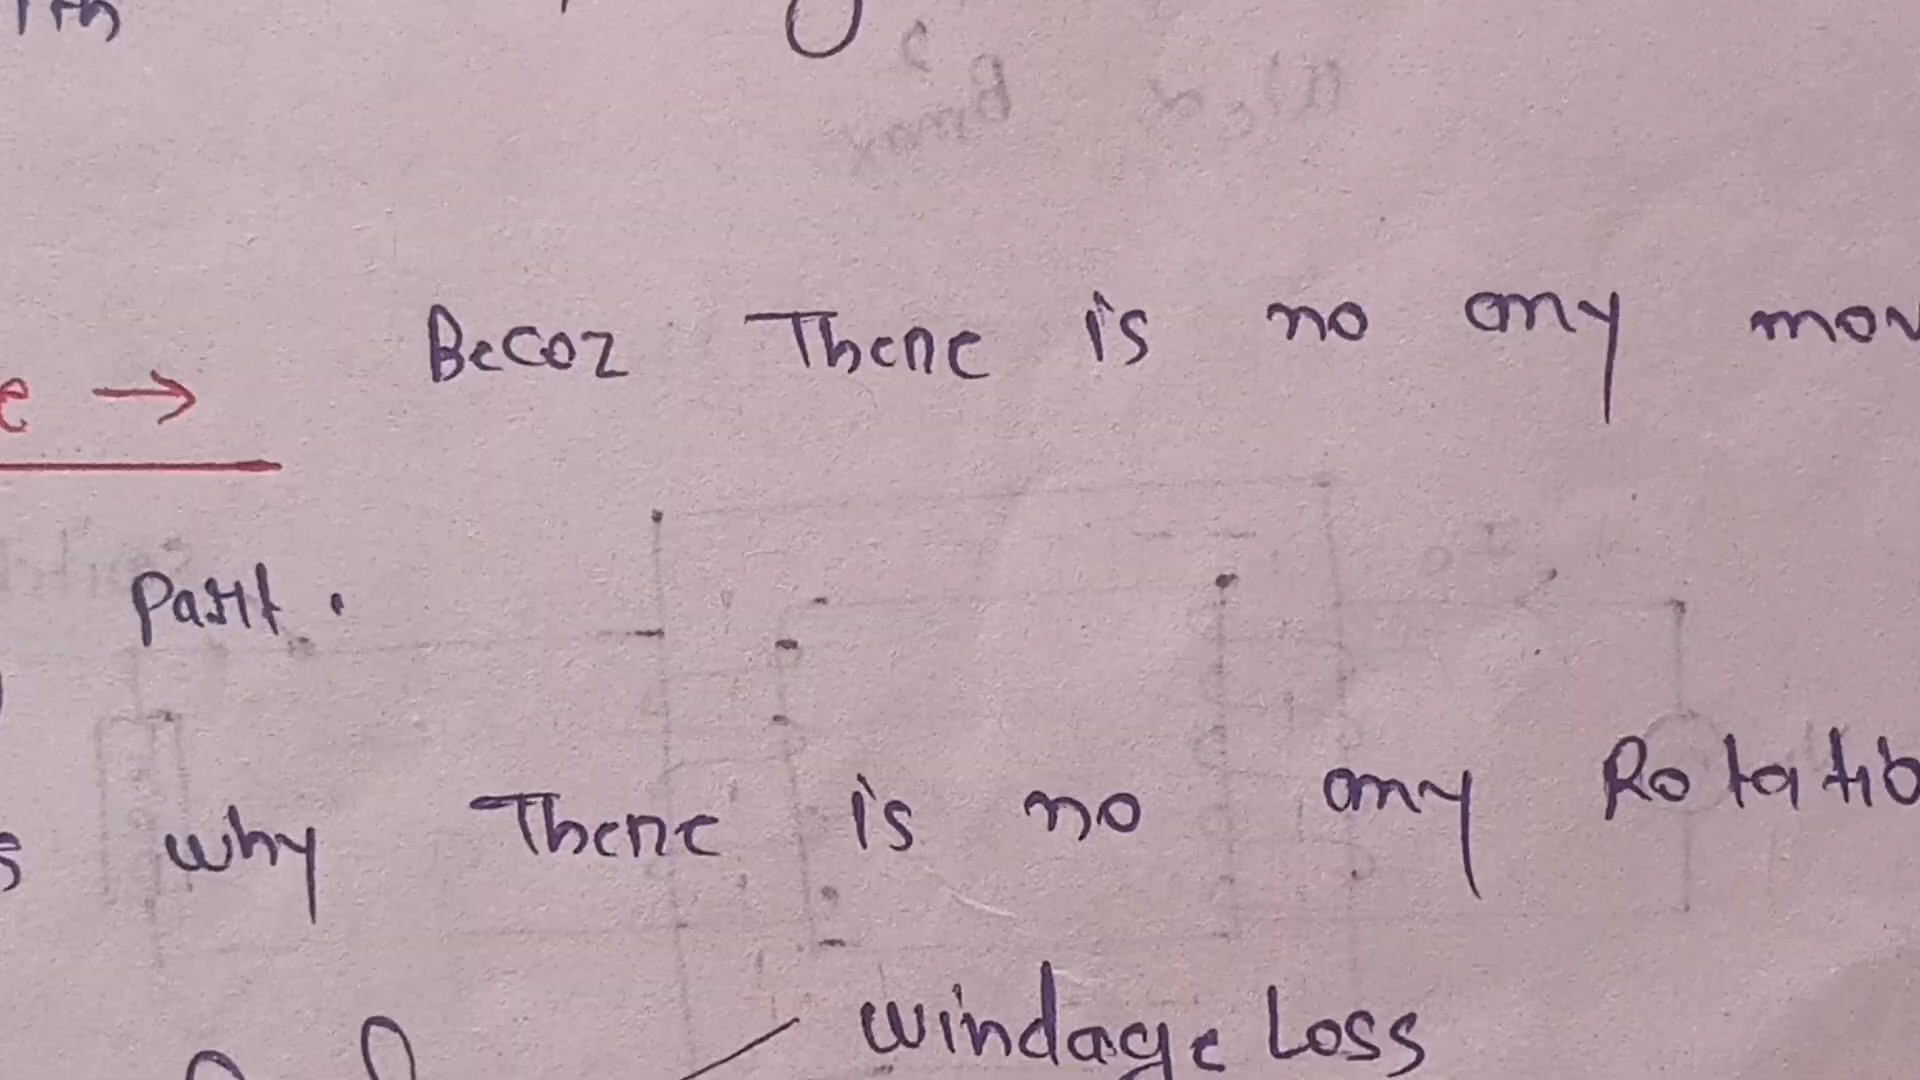 Becoz There is no any mov
e →
Part .
s why There is no any Rotatio
windage Loss